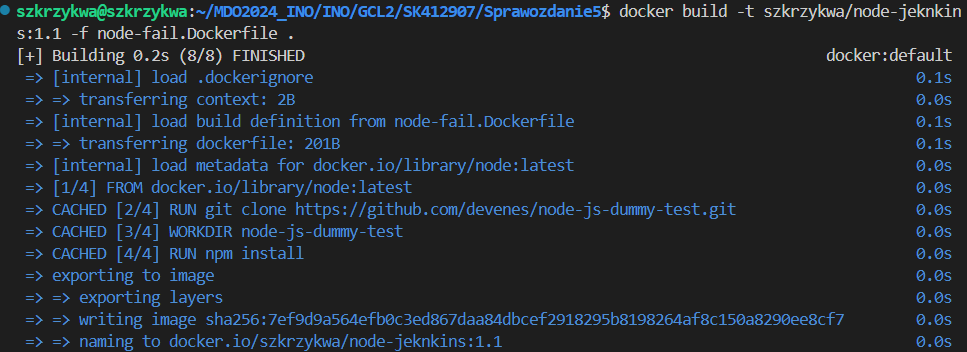 szkrzykwa@szkrzykwa:~/MDO2024_INO/INO/GCL2/SK412907/Sprawozdanie5$ docker build -t szkrzykwa/node-jeknkin
s:1.1 -f node-fail.Dockerfile .
[+] Building 0.2s (8/8) FINISHED docker:default
=> [internal] load .dockerignore 0.1s
=> => transferring context: 2B 0.0s
=> [internal] load build definition from node-fail.Dockerfile 0.1s
=> => transferring dockerfile: 201B 0.1s
=> [internal] load metadata for docker.io/library/node:latest 0.0s
=> [1/4] FROM docker.io/library/node:latest 0.0s
=> CACHED [2/4] RUN git clone https://github.com/devenes/node-js-dummy-test.git 0.0s
=> CACHED [3/4] WORKDIR node-js-dummy-test 0.0s
=> CACHED [4/4] RUN npm install 0.0s
=> exporting to image 0.0s
=> => exporting layers 0.0s
=> => writing image sha256:7ef9d9a564efb0c3ed867daa84dbcef2918295b8198264af8c150a8290ee8cf7 0.0s
=> => naming to docker.io/szkrzykwa/node-jeknkins:1.1 0.0s